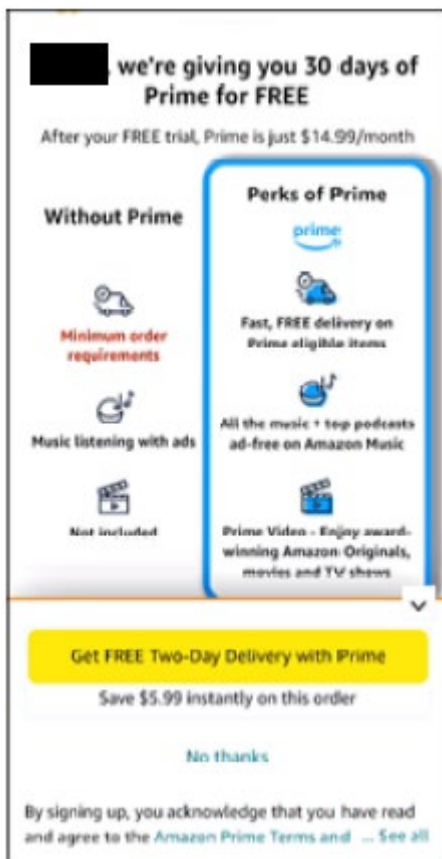 , we're giving you 30 days of
Prime for FREE
After your FREE trial, Prime is just $14.99/month
Without Prime
Minimum order
requirements
Music listening with ads
Not included
Perks of Prime
prime
Fast, FREE delivery on
Prime eligible items
All the music + top podcasts
ad-free on Amazon Music
Prime Video - Enjoy award-
winning Amazon Originals,
movies and TV shows
Get FREE Two-Day Delivery with Prime
Save $5.99 instantly on this order
No thanks
By signing up, you acknowledge that you have read
and agree to the Amazon Prime Terms and ... See all